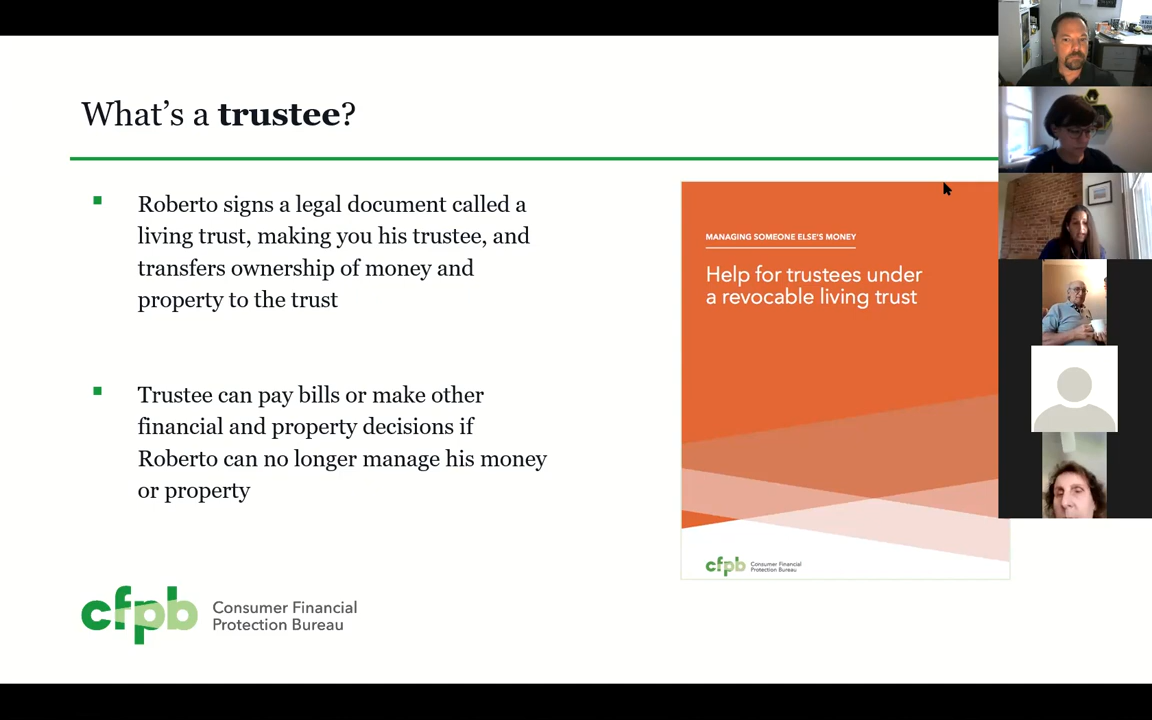 What's a trustee?
Roberto signs a legal document called a
living trust, making you his trustee, and
transfers ownership of money and
property to the trust
Trustee can pay bills or make other
financial and property decisions if
Roberto can no longer manage his money
or property
MANAGING SOMEONE ELSE'S MONEY
Help for trustees under
a revocable living trust
cfpb Consumer Financial
Protection Bureau
cfpb Consumer Financial
Protection Bureau